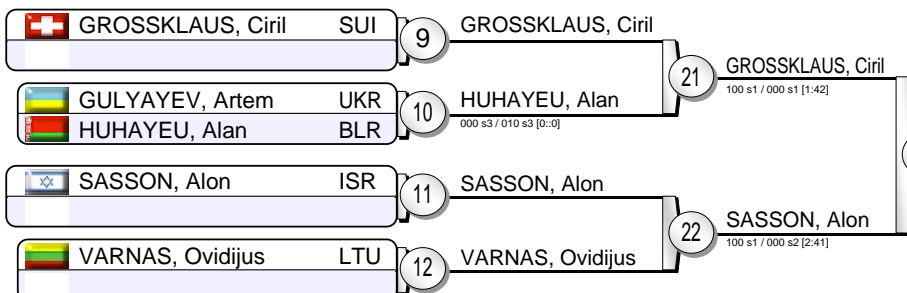 GROSSKLAUS, Ciril SUI
9
GROSSKLAUS, Ciril
GULYAYEV, Artem UKR
HUHAYEU, Alan BLR
10
HUHAYEU, Alan
000 s3 / 010 s3 [0::0]
21
GROSSKLAUS, Ciril
100 s1 / 000 s1 [1:42]
SASSON, Alon ISR
11
SASSON, Alon
VARNAS, Ovidijus LTU
12
VARNAS, Ovidijus
22
SASSON, Alon
100 s1 / 000 s2 [2:41]